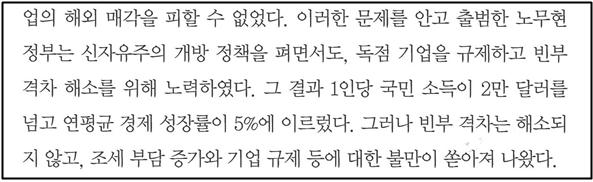 업의 해외 매각을 피할 수 없었다. 이러한 문제를 안고 출범한 노무현
정부는 신자유주의 개방 정책을 펴면서도, 독점 기업을 규제하고 빈부
격차 해소를 위해 노력하였다. 그 결과 1인당 국민 소득이 2만 달러를
넘고 연평균 경제 성장률이 5%에 이르렀다. 그러나 빈부 격차는 해소되
지 않고, 조세 부담 증가와 기업 규제 등에 대한 불만이 쏟아져 나왔다.